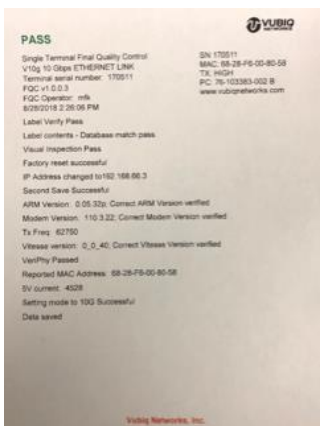 VUBIQ
NETWORKS
PASS
Single Terminal Final Quality Control
V10g 10 Gbps ETHERNET LINK
Terminal serial number: 170511
FQC v1.0.0.3
FQC Operator: mfk
8/28/2018 2:26:06 PM
SN 170511
MAC: 68-28-F6-00-80-58
TX: HIGH
PC: 76-103383-002 B
www.vubiqnetworks.com
Label Verify Pass
Label contents - Database match pass
Visual Inspection Pass
Factory reset successful
IP Address changed to192.168.66.3
Second Save Successful
ARM Version: 0.05.32p; Correct ARM Version verified
Modem Version: 110.3.22; Correct Modem Version verified
Tx Freq: 62750
Vitesse version: 0_0_40; Correct Vitesse Version verified
VeriPhy Passed
Reported MAC Address: 68-28-F6-00-80-58
5V current: 4528
Setting mode to 10G Successful
Data saved
Vubiq Networks, Inc.